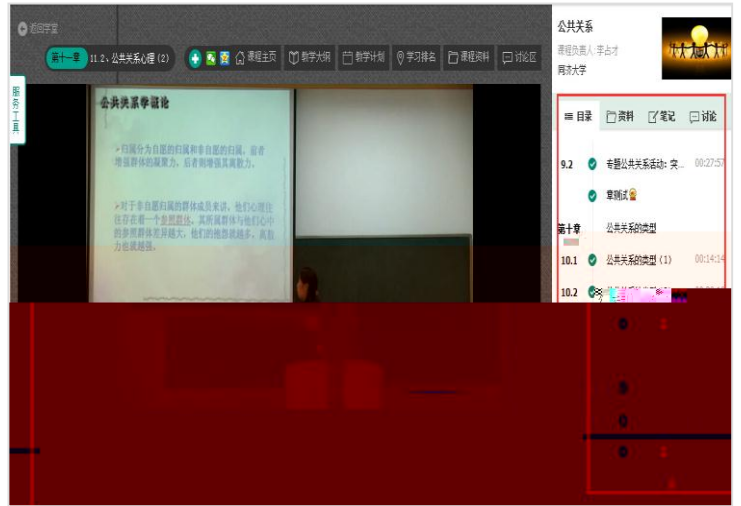 返回学堂
第十一章 11.2、公共关系心理（2）
课程主页
教学大纲
教学计划
学习排名
课程资料
讨论区
服务工具
公共关系学概论
➢归属分为自愿的归属和非自愿的归属，前者
增强群体的凝聚力，后者则增强其离散力。
➢对于非自愿归属的群体成员来讲，他们心理往
往存在着一个参照群体，其所属群体与他们心中
的参照群体差异越大，他们的抱怨就越多，离散
力也就越强。
公共关系
课程负责人:李占才
同济大学
目录 资料 笔记 讨论
9.2 专题公共关系活动：突... 00:27:57
章测试
第十章 公共关系的类型
10.1 公共关系的类型（1） 00:14:14
10.2